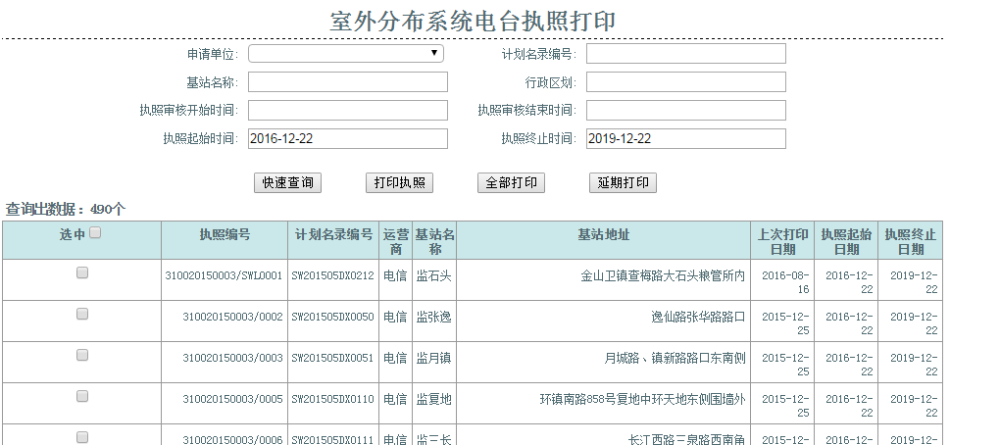 室外分布系统电台执照打印
申请单位: 计划名录编号:
基站名称: 行政区划:
执照审核开始时间: 执照审核结束时间:
执照起始时间: 2016-12-22 执照终止时间: 2019-12-22
快速查询 打印执照 全部打印 延期打印
查询出数据：490个
选中 执照编号 计划名录编号 运营商 基站名称 基站地址 上次打印日期 执照起始日期 执照终止日期
310020150003/SWL0001 SW201505DX0212 电信 监石头 金山卫镇查梅路大石头粮管所内 2016-08-16 2016-12-22 2019-12-22
310020150003/0002 SW201505DX0050 电信 监张逸 逸仙路张华路路口 2015-12-25 2016-12-22 2019-12-22
310020150003/0003 SW201505DX0051 电信 监月镇 月城路、镇新路路口东南侧 2015-12-25 2016-12-22 2019-12-22
310020150003/0005 SW201505DX0110 电信 监复地 环镇南路858号复地中环天地东侧围墙外 2015-12-25 2016-12-22 2019-12-22
310020150003/0006 SW201505DX0111 电信 监三长 长江西路三泉路西南角 2015-12- 2016-12- 2019-12-